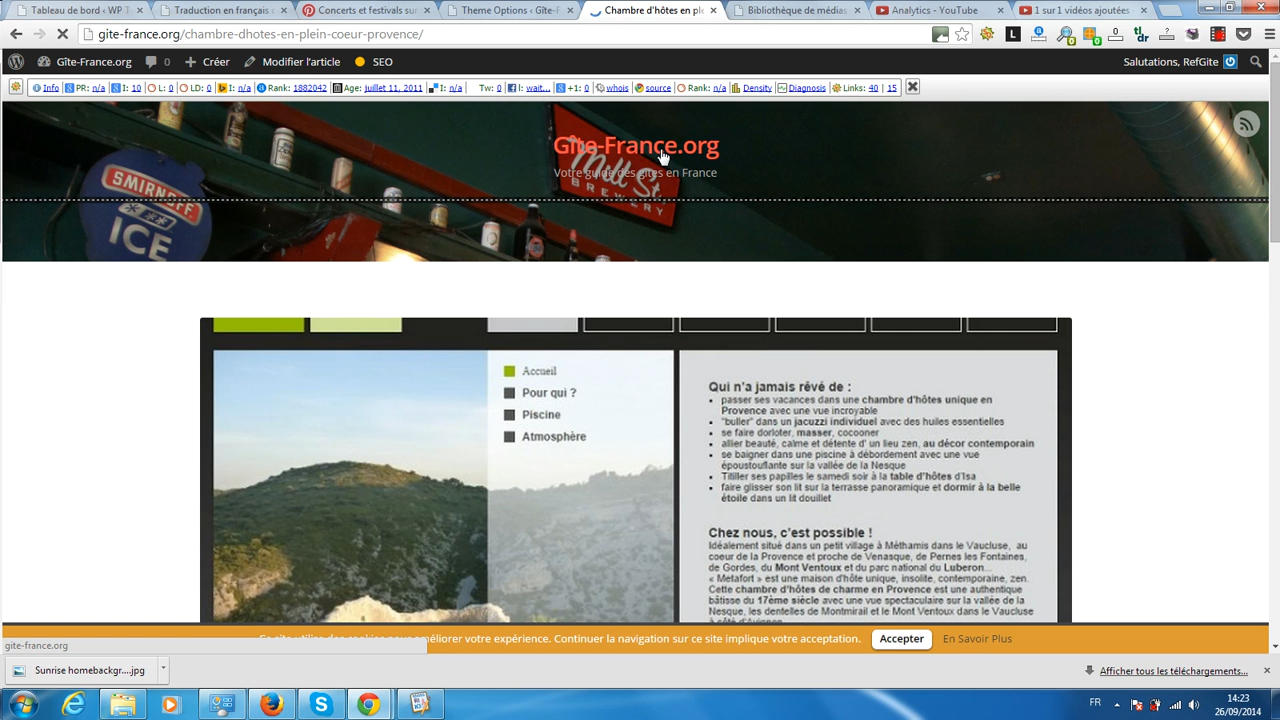 Tableau de bord ‹ WP T
Traduction en français d
Concerts et festivals sur
Theme Options ‹ Gîte-F
Chambre d'hôtes en ple
Bibliothèque de médias
Analytics - YouTube
1 sur 1 vidéos ajoutées
gite-france.org/chambre-dhotes-en-plein-coeur-provence/
Gîte-France.org
0
Créer
Modifier l'article
SEO
Salutations, RefGite
Info PR: n/a I: 10 L: 0 LD: 0 I: n/a Rank: 1882042 Age: juillet 11, 2011 I: n/a Tw: 0 I: wait... +1: 0 whois source Rank: n/a Density Diagnosis Links: 40 | 15
Gîte-France.org
Votre guide des gîtes en France
SMIRNOFF
ICE
Mill St.
BREWERY
Accueil
Pour qui ?
Piscine
Atmosphère
Qui n'a jamais rêvé de :
passer ses vacances dans une chambre d'hôtes unique en
Provence avec une vue incroyable
"buller" dans un jacuzzi individuel avec des huiles essentielles
se faire dorloter, masser, cocooner
allier beauté, calme et détente d' un lieu zen, au décor contemporain
se baigner dans une piscine à débordement avec une vue
époustouflante sur la vallée de la Nesque
Titiller ses papilles le samedi soir à la table d'hôtes d'Isa
faire glisser son lit sur la terrasse panoramique et dormir à la belle
étoile dans un lit douillet
Chez nous, c'est possible !
Idéalement situé dans un petit village à Méthamis dans le Vaucluse, au
coeur de la Provence et proche de Venasque, de Pernes les Fontaines,
de Gordes, du Mont Ventoux et du parc national du Luberon...
« Metafort » est une maison d'hôte unique, insolite, contemporaine, zen.
Cette chambre d'hôtes de charme en Provence est une authentique
bâtisse du 17ème siècle avec une vue spectaculaire sur la vallée de la
Nesque, les dentelles de Montmirail et le Mont Ventoux dans le Vaucluse
à côté d'Avignon.
Ce site utilise des cookies pour améliorer votre expérience. Continuer la navigation sur ce site implique votre acceptation.
Accepter
En Savoir Plus
gite-france.org
Sunrise homebackgr....jpg
Afficher tous les téléchargements...
FR
14:23
26/09/2014